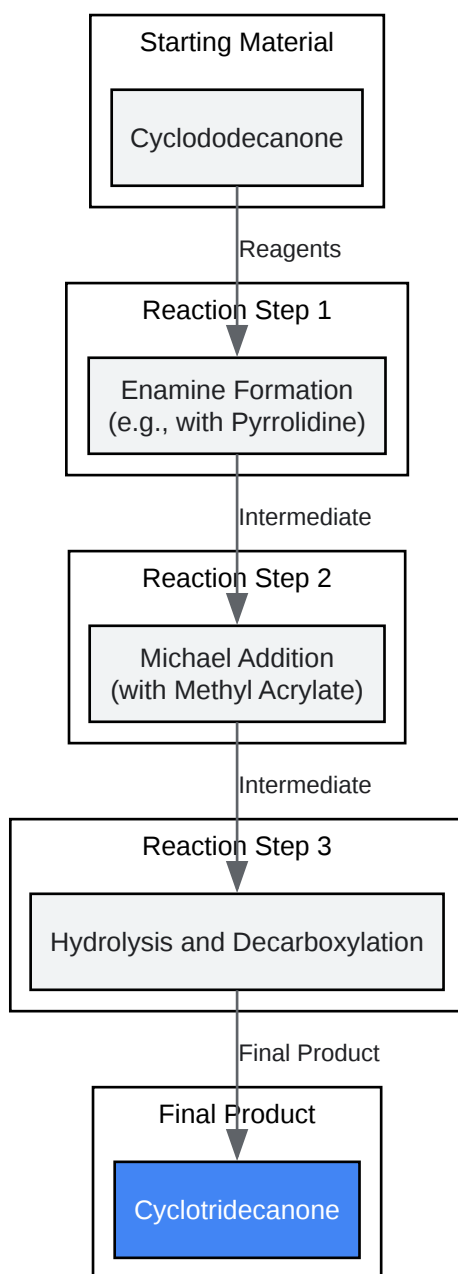 Starting Material
Cyclododecanone
Reagents
Reaction Step 1
Enamine Formation
(e.g., with Pyrrolidine)
Intermediate
Reaction Step 2
Michael Addition
(with Methyl Acrylate)
Intermediate
Reaction Step 3
Hydrolysis and Decarboxylation
Final Product
Final Product
Cyclotridecanone